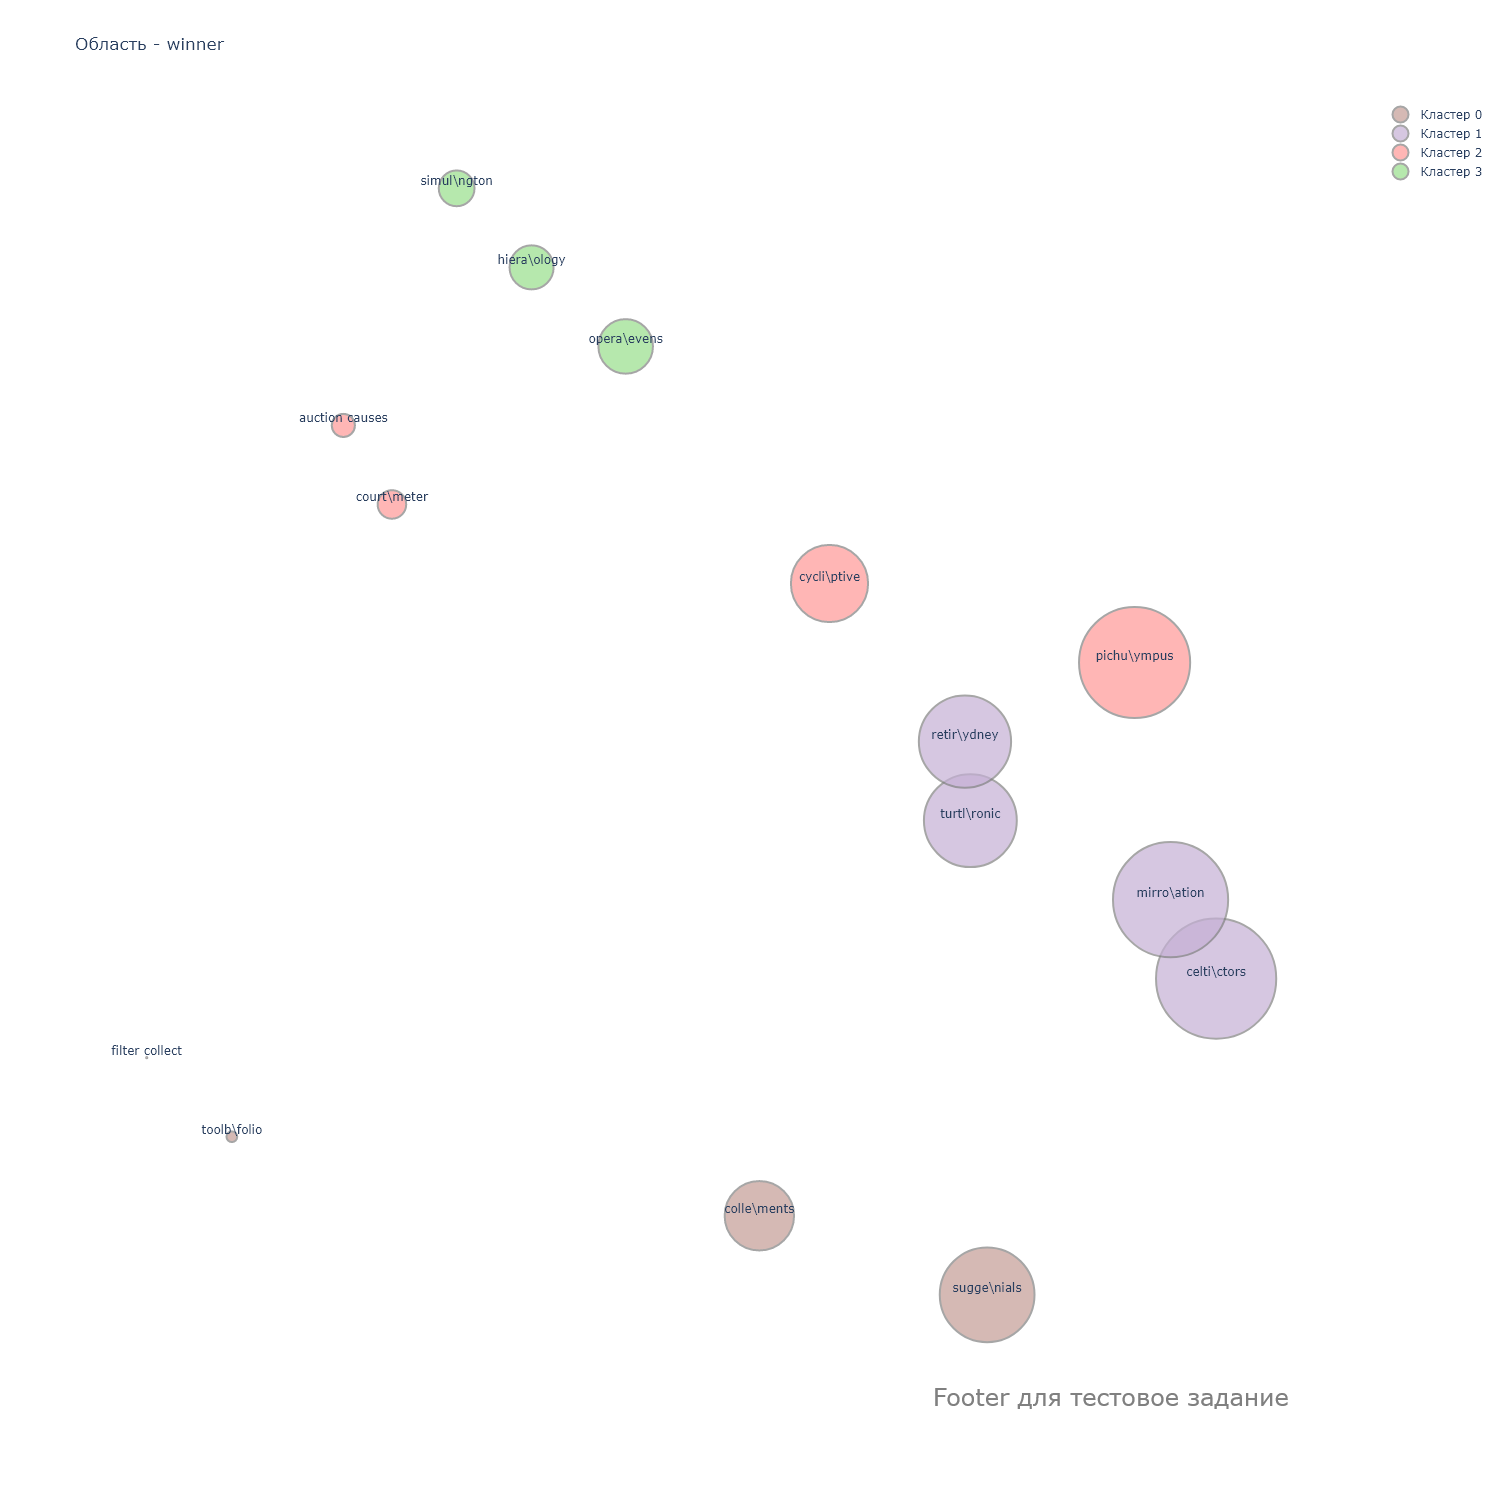 Область - winner
Кластер 0
Кластер 1
Кластер 2
Кластер 3
simul\ngton
hiera\ology
opera\evens
auction causes
court\meter
cycli\ptive
pichu\ympus
retir\ydney
turtl\ronic
mirro\ation
celti\ctors
filter collect
toolb\folio
colle\ments
sugge\nials
Footer для тестовое задание